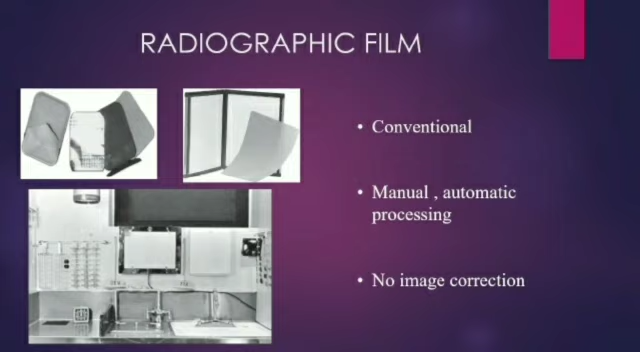 RADIOGRAPHIC FILM
• Conventional
• Manual , automatic
processing
• No image correction